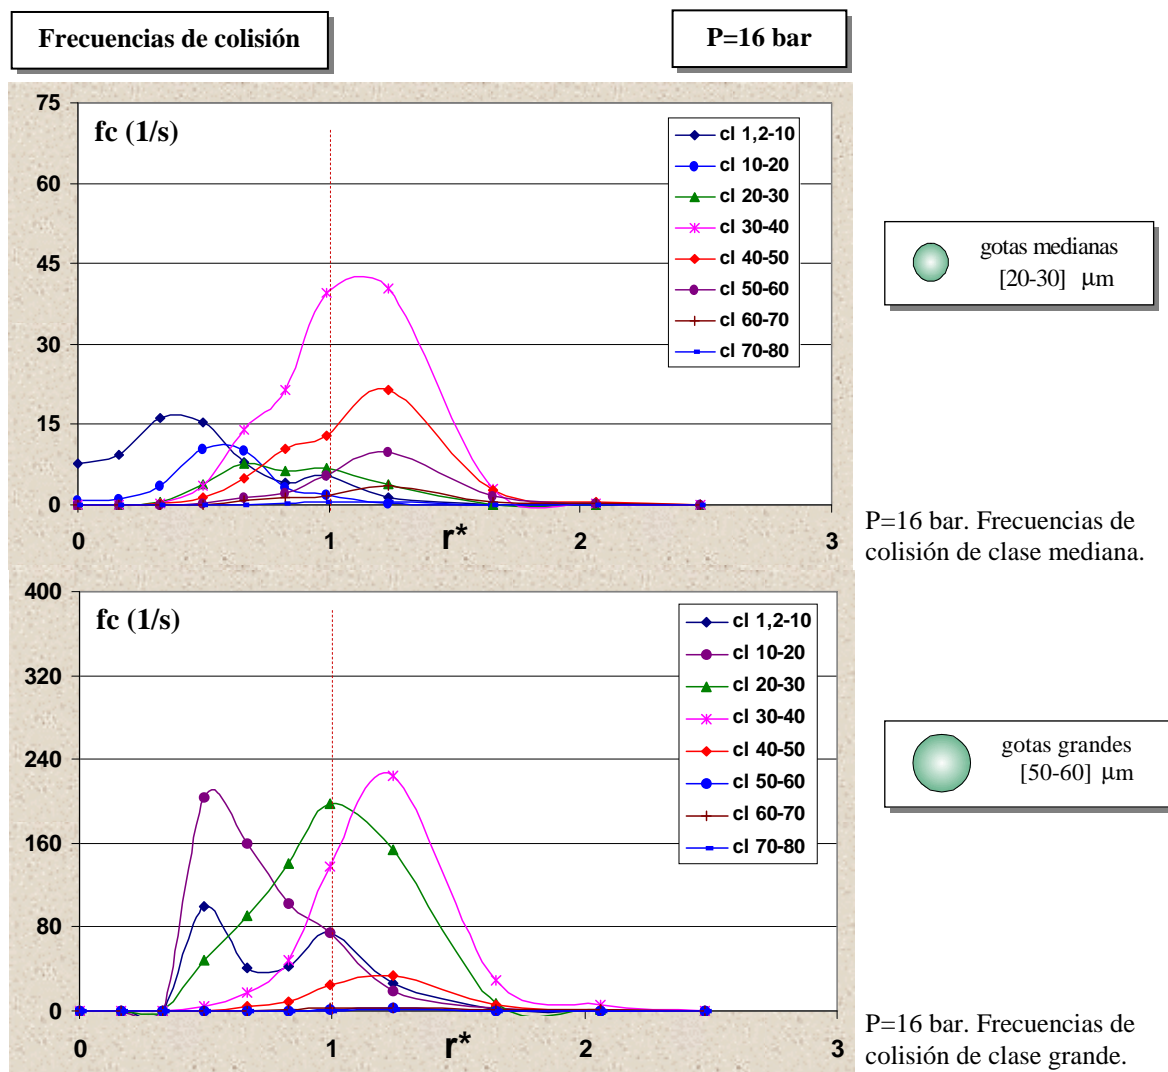 Frecuencias de colisión
P=16 bar
fc (1/s)
75
60
45
30
15
0
0
1
2
3
r*
cl 1,2-10
cl 10-20
cl 20-30
cl 30-40
cl 40-50
cl 50-60
cl 60-70
cl 70-80
gotas medianas
[20-30] μm
P=16 bar. Frecuencias de
colisión de clase mediana.
fc (1/s)
400
320
240
160
80
0
0
1
2
3
r*
cl 1,2-10
cl 10-20
cl 20-30
cl 30-40
cl 40-50
cl 50-60
cl 60-70
cl 70-80
gotas grandes
[50-60] μm
P=16 bar. Frecuencias de
colisión de clase grande.